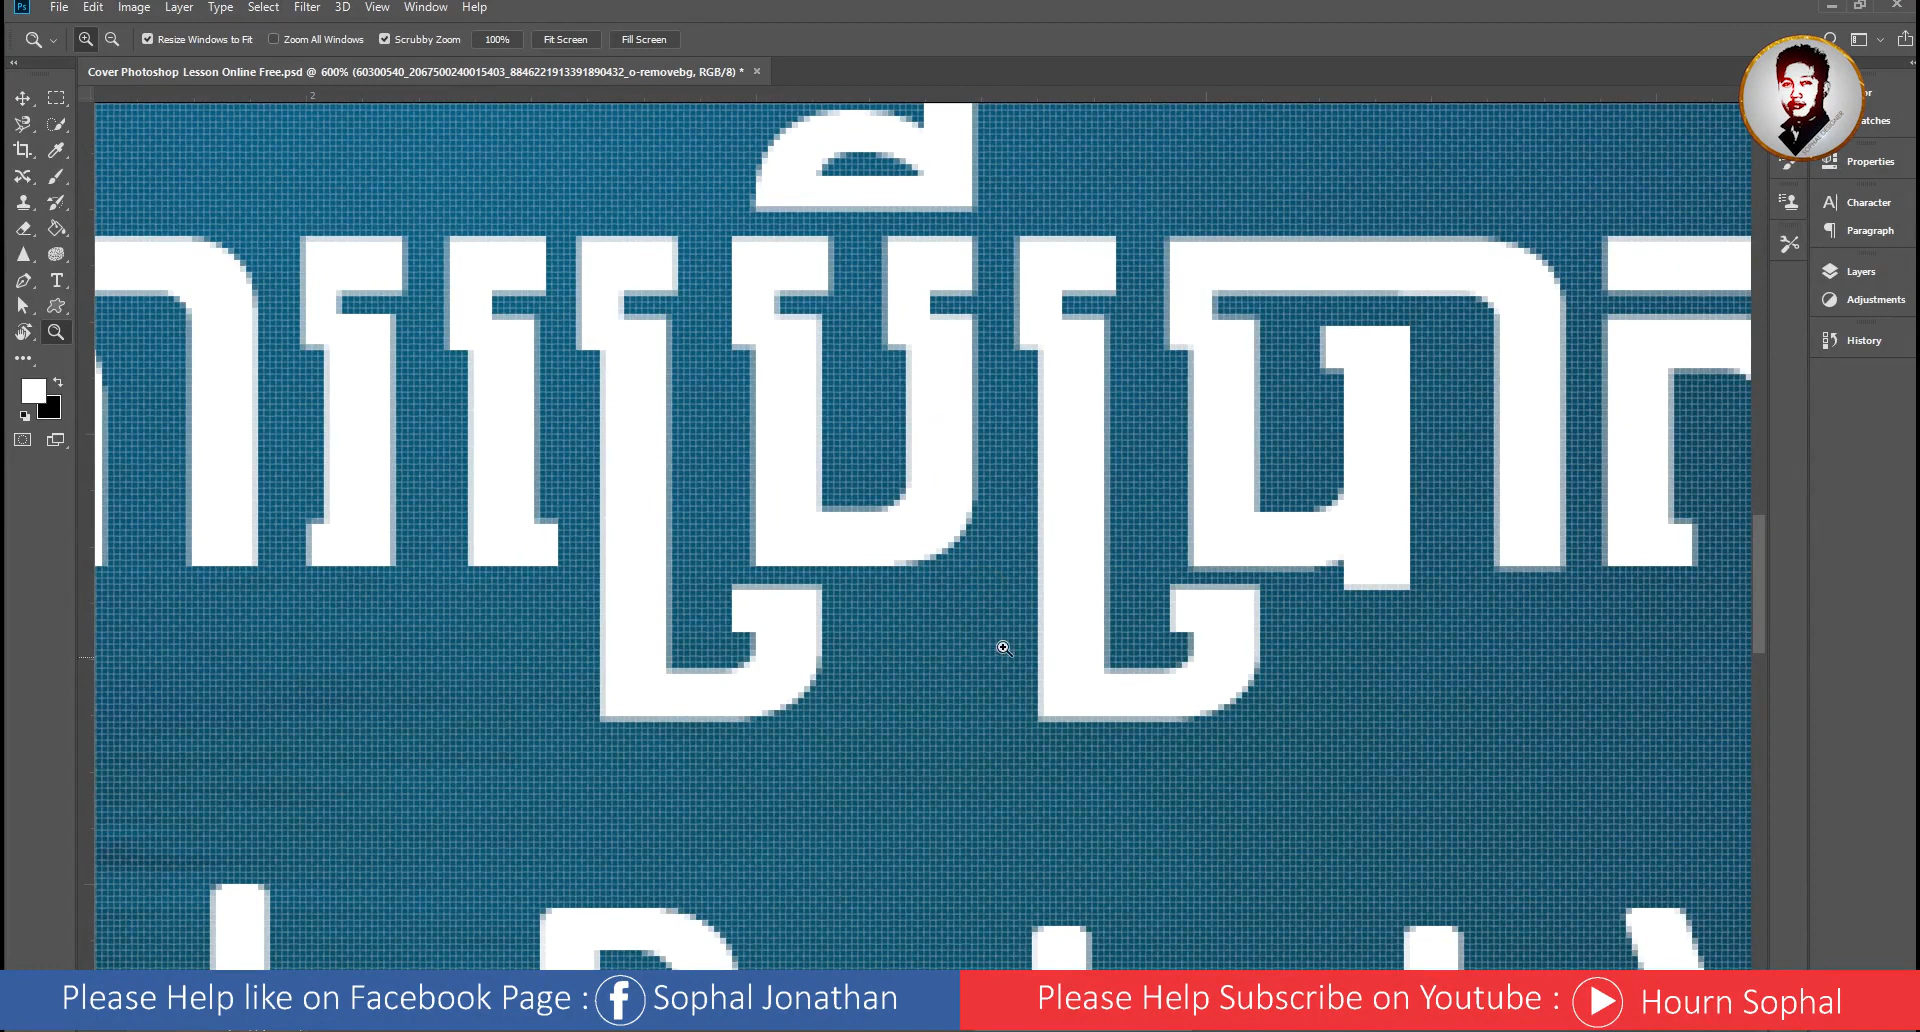 Ps File Edit Image Layer Type Select Filter 3D View Window Help
Resize Windows to Fit Zoom All Windows Scrubby Zoom 100% Fit Screen Fill Screen
Cover Photoshop Lesson Online Free.psd @ 600% (60300540_2067500240015403_8846221913391890432_o-removebg, RGB/8) * ×
2
Properties
Character
Paragraph
Layers
Adjustments
History
Please Help like on Facebook Page : Sophal Jonathan
Please Help Subscribe on Youtube : Hourn Sophal